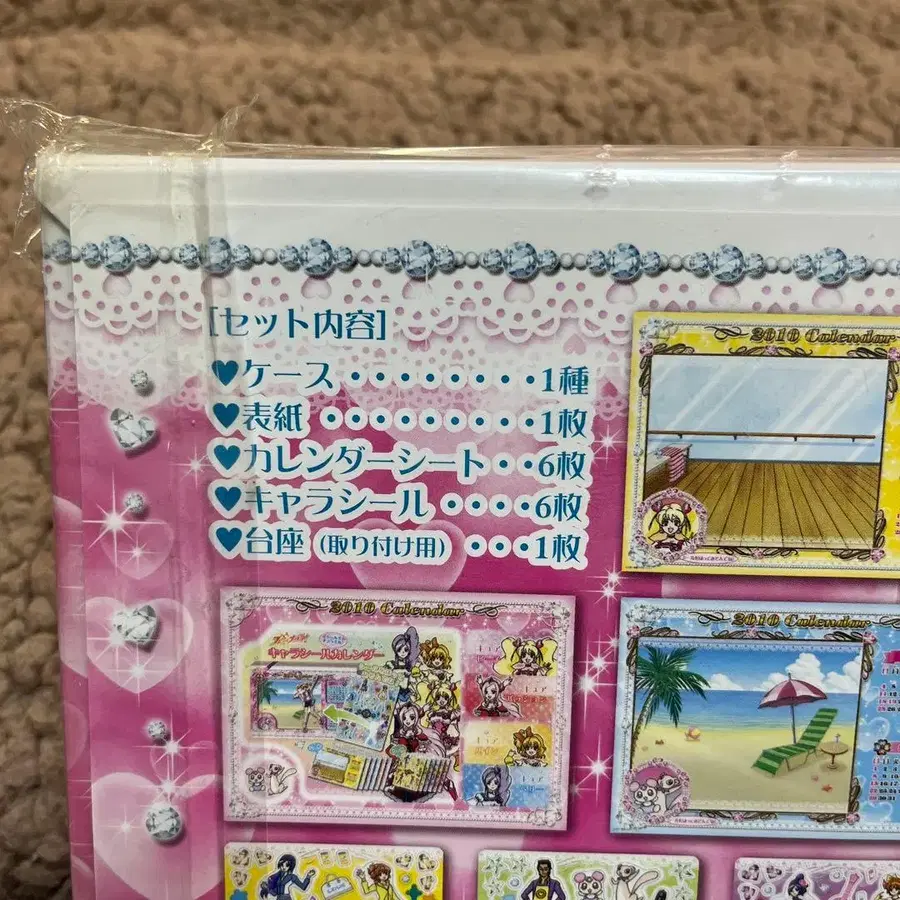 [セット内容]
♥ケース・・・・・・・・・1種
♥表紙・・・・・・・・・・1枚
♥カレンダーシート・・6枚
♥キャラシール・・・・6枚
♥台座(取り付け用)・・・1枚
2010 Calendar
2010 Calendar
キャラシールカレンダー
2010 Calendar